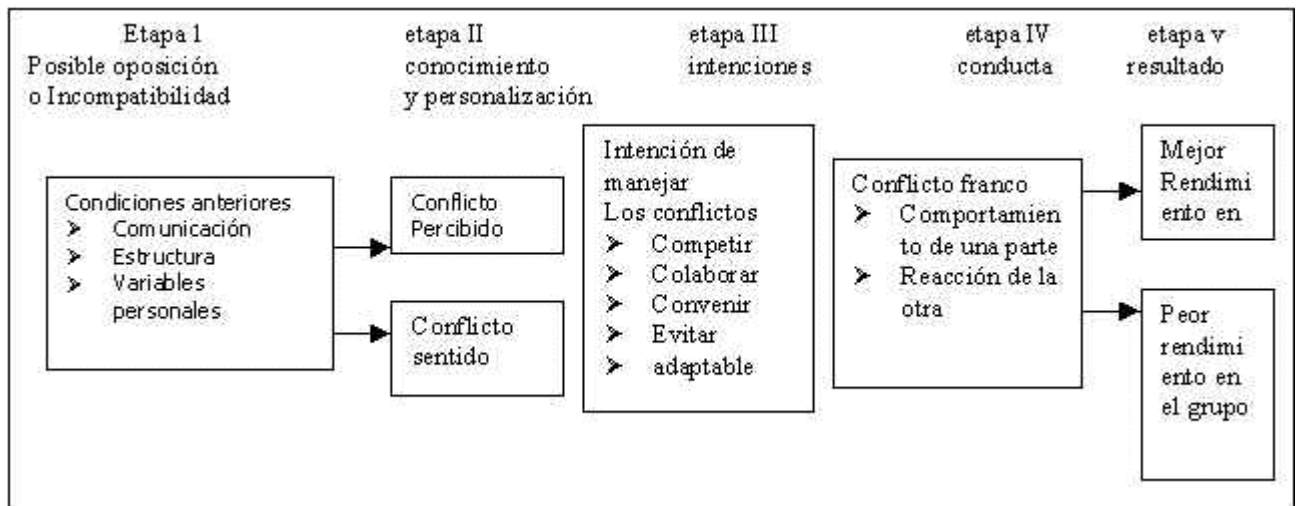 Etapa 1
Posible oposición
o Incompatibilidad
etapa II
conocimiento
y personalización
etapa III
intenciones
etapa IV
conducta
etapa v
resultado
Condiciones anteriores
➢ Comunicación
➢ Estructura
➢ Variables
personales
Conflicto
Percibido
Conflicto
sentido
Intención de
manejar
Los conflictos
➢ Competir
➢ Colaborar
➢ Convenir
➢ Evitar
➢ adaptable
Conflicto franco
➢ Comportamien
to de una parte
➢ Reacción de la
otra
Mejor
Rendimi
ento en
Peor
rendimi
ento en
el grupo